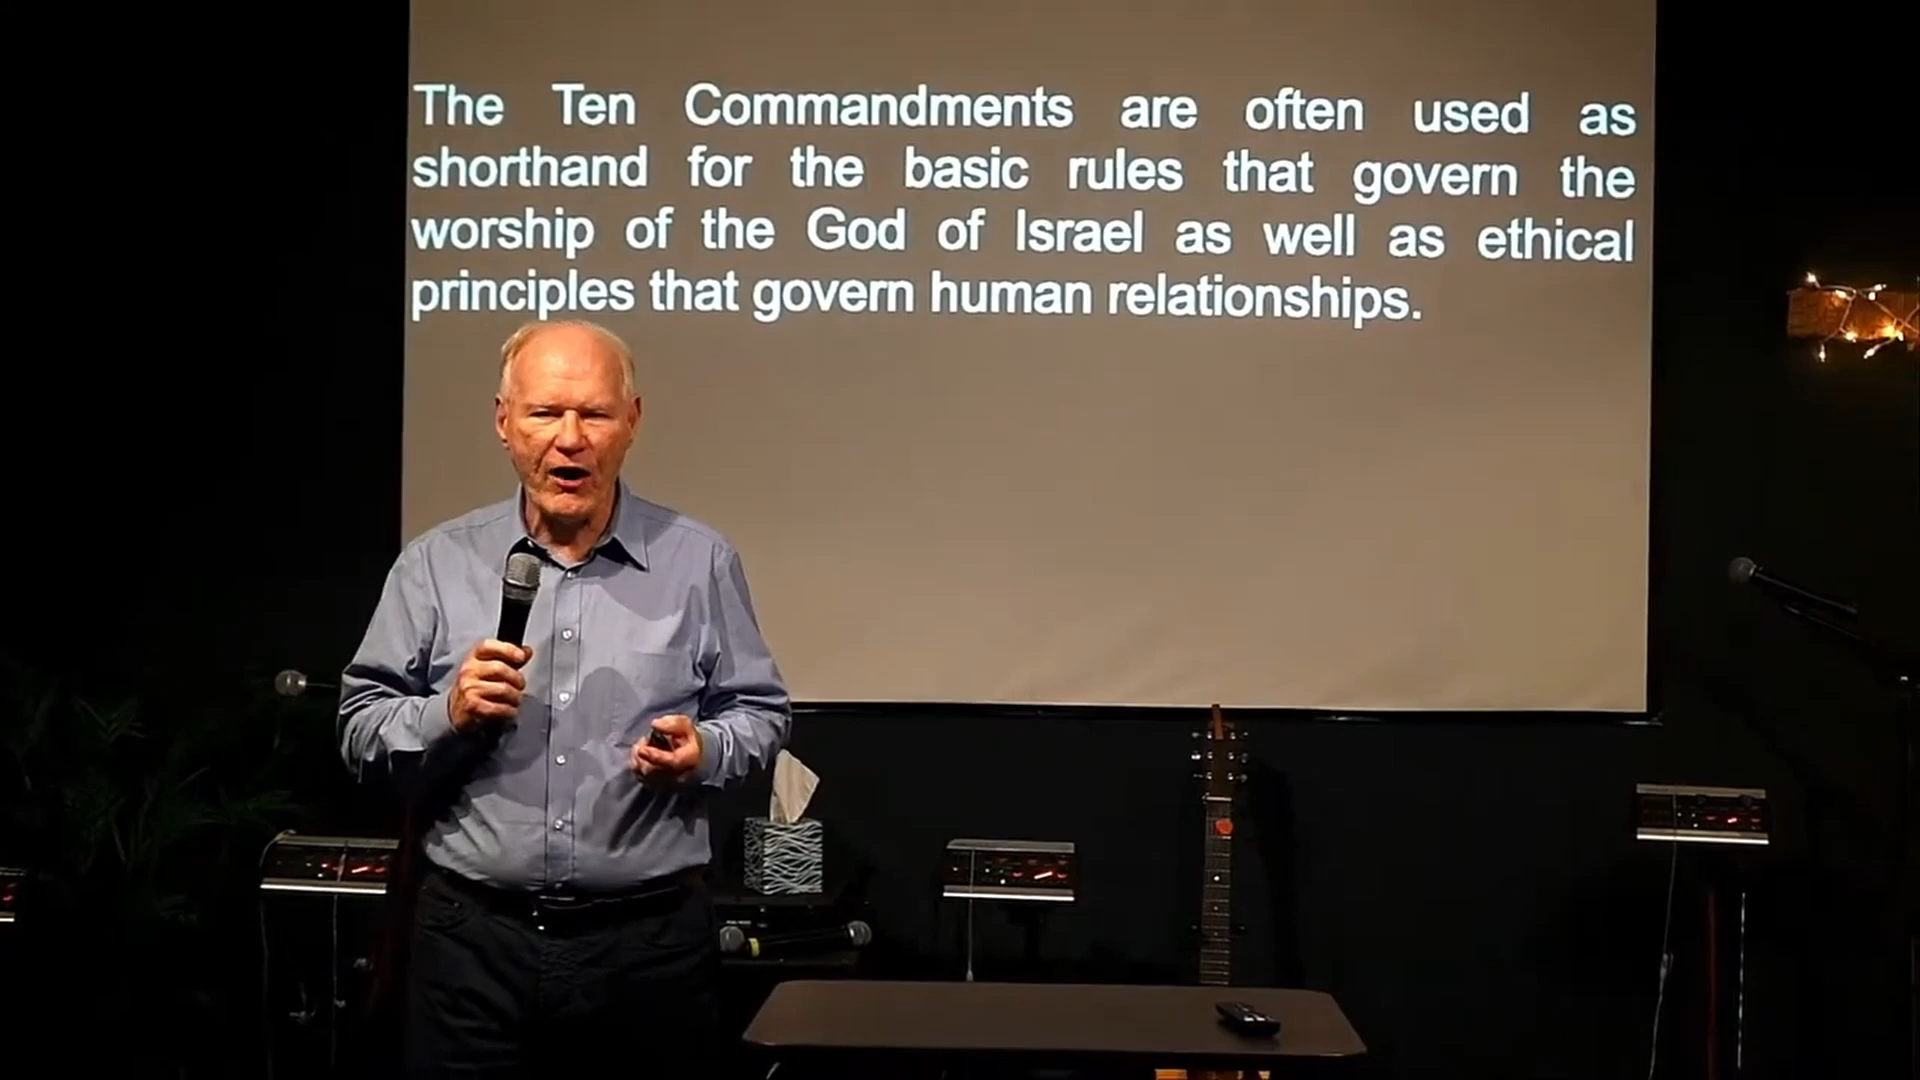 The Ten Commandments are often used as
shorthand for the basic rules that govern the
worship of the God of Israel as well as ethical
principles that govern human relationships.